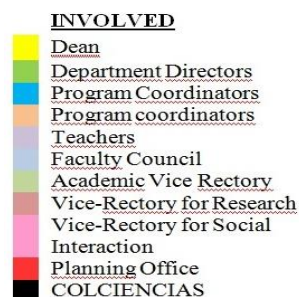 INVOLVED
Dean
Department Directors
Program Coordinators
Program coordinators
Teachers
Faculty Council
Academic Vice Rectory
Vice-Rectory for Research
Vice-Rectory for Social
Interaction
Planning Office
COLCIENCIAS